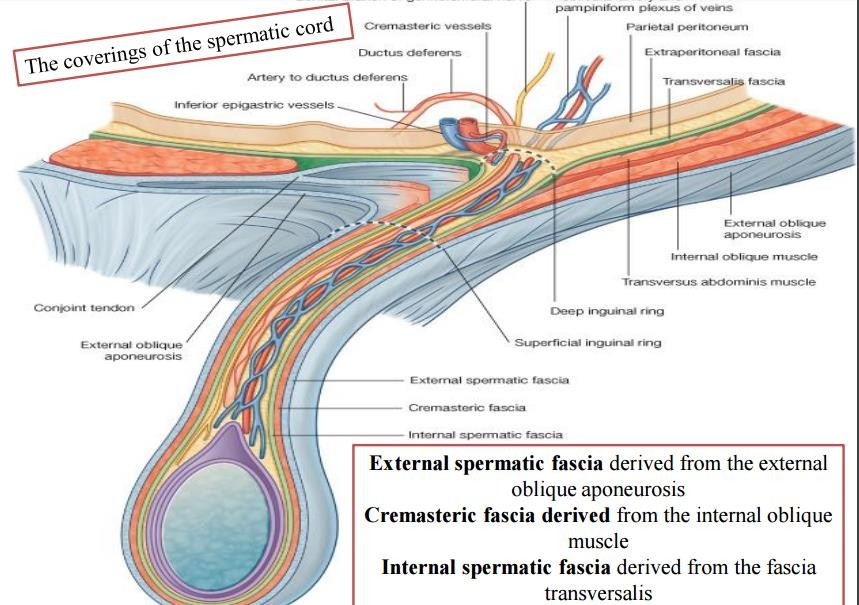 pampiniform plexus of veins
The coverings of the spermatic cord
Cremasteric vessels
Parietal peritoneum
Ductus deferens
Extraperitoneal fascia
Artery to ductus deferens
Transversalis fascia
Inferior epigastric vessels
External oblique
aponeurosis
Internal oblique muscle
Transversus abdominis muscle
Conjoint tendon
Deep inguinal ring
External oblique
aponeurosis
Superficial inguinal ring
External spermatic fascia
Cremasteric fascia
Internal spermatic fascia
External spermatic fascia derived from the external
oblique aponeurosis
Cremasteric fascia derived from the internal oblique
muscle
Internal spermatic fascia derived from the fascia
transversalis